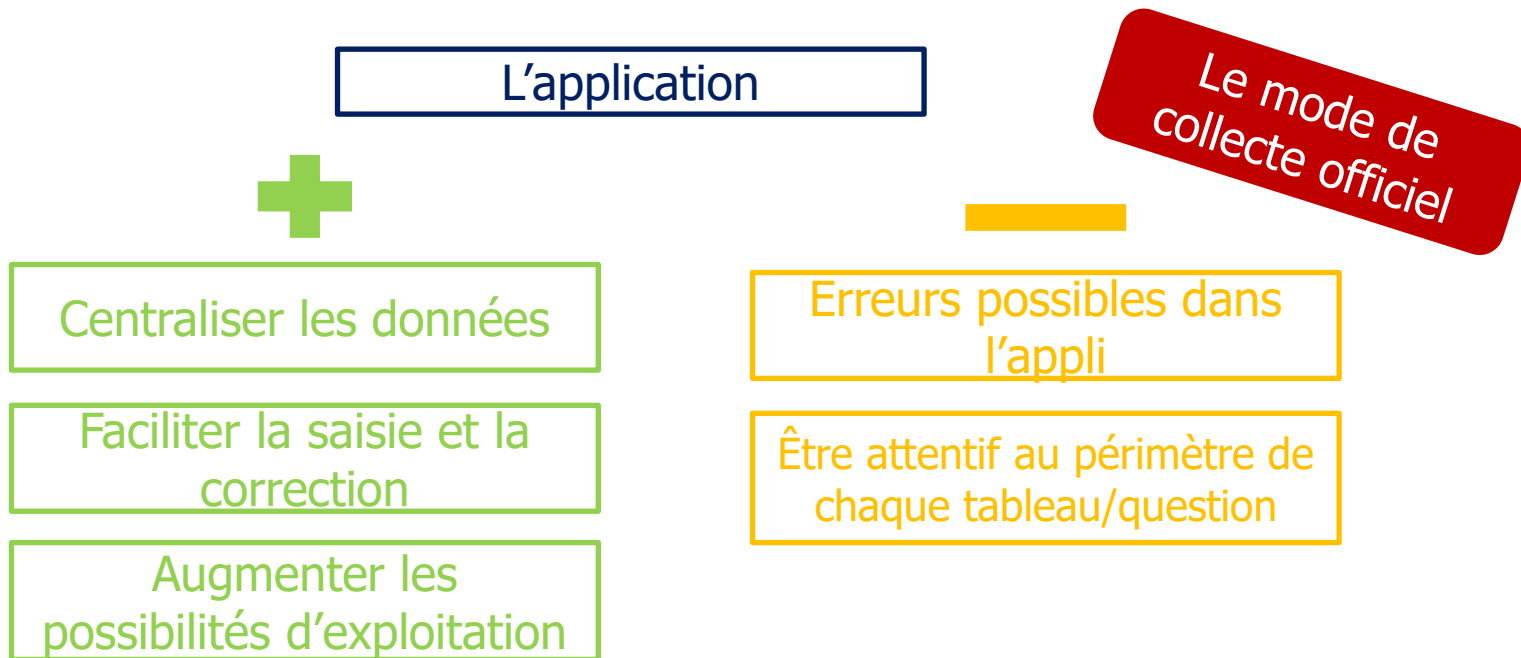 L’application
Le mode de
collecte officiel
Centraliser les données
Faciliter la saisie et la
correction
Augmenter les
possibilités d’exploitation
Erreurs possibles dans
l’appli
Être attentif au périmètre de
chaque tableau/question